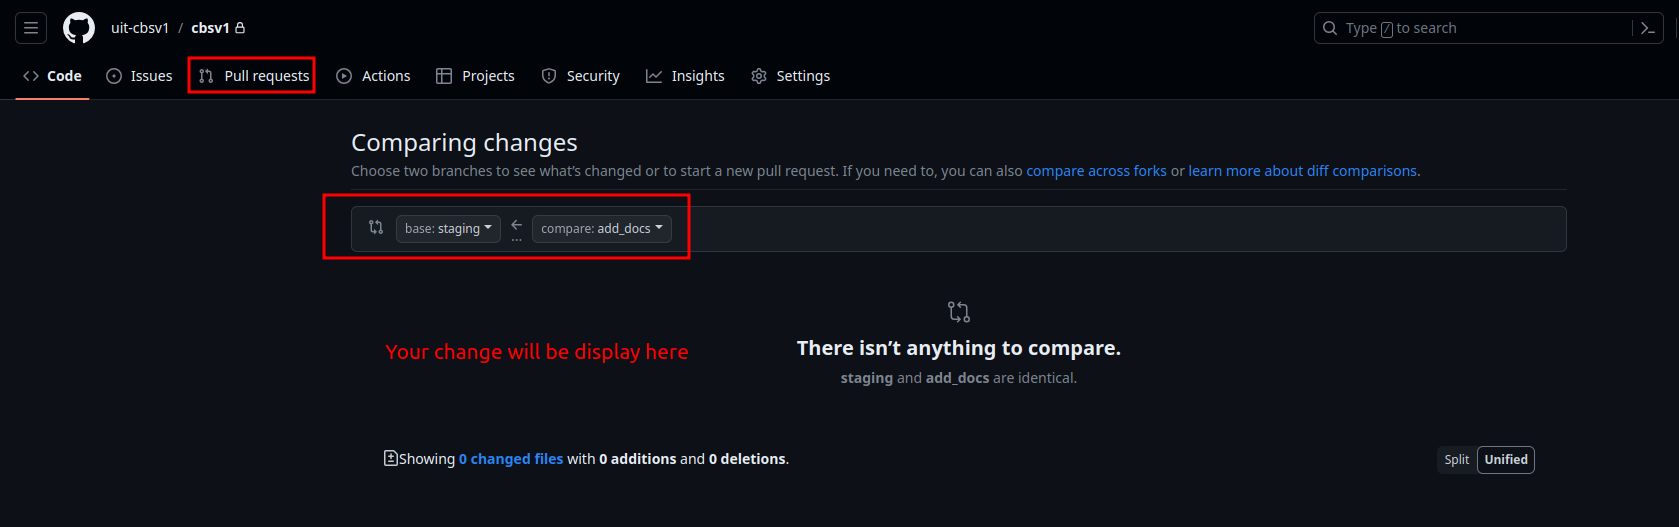 uit-cbsv1 / cbsv1
Type / to search
Code Issues Pull requests Actions Projects Security Insights Settings
Comparing changes
Choose two branches to see what's changed or to start a new pull request. If you need to, you can also compare across forks or learn more about diff comparisons.
base: staging ← ... compare: add_docs
There isn't anything to compare.
Your change will be display here
staging and add_docs are identical.
Showing 0 changed files with 0 additions and 0 deletions.
Split Unified